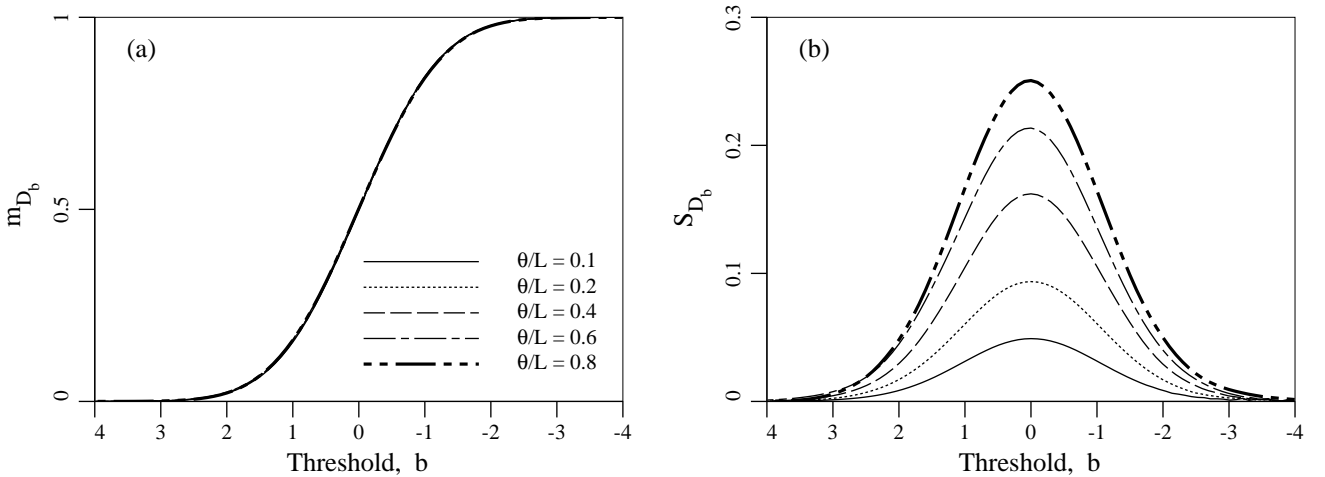 (a)
1
0.5
0
m_{D_b}
θ/L = 0.1
θ/L = 0.2
θ/L = 0.4
θ/L = 0.6
θ/L = 0.8
4 3 2 1 0 -1 -2 -3 -4
Threshold, b
(b)
0.3
0.2
0.1
0
S_{D_b}
4 3 2 1 0 -1 -2 -3 -4
Threshold, b